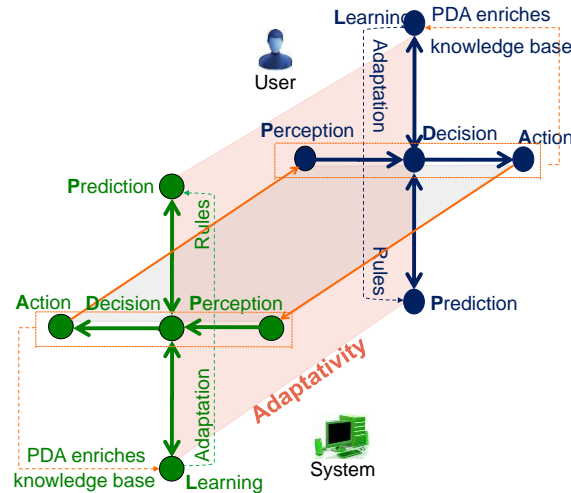 Learning
PDA enriches
knowledge base
User
Adaptation
Perception
Decision
Action
Prediction
Rules
Rules
Prediction
Action
Decision
Perception
Adaptivity
Adaptation
PDA enriches
knowledge base
Learning
System